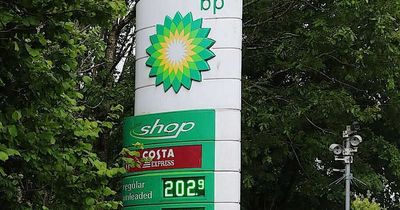 bp
shop
COSTA
EXPRESS
regular
unleaded 202.9